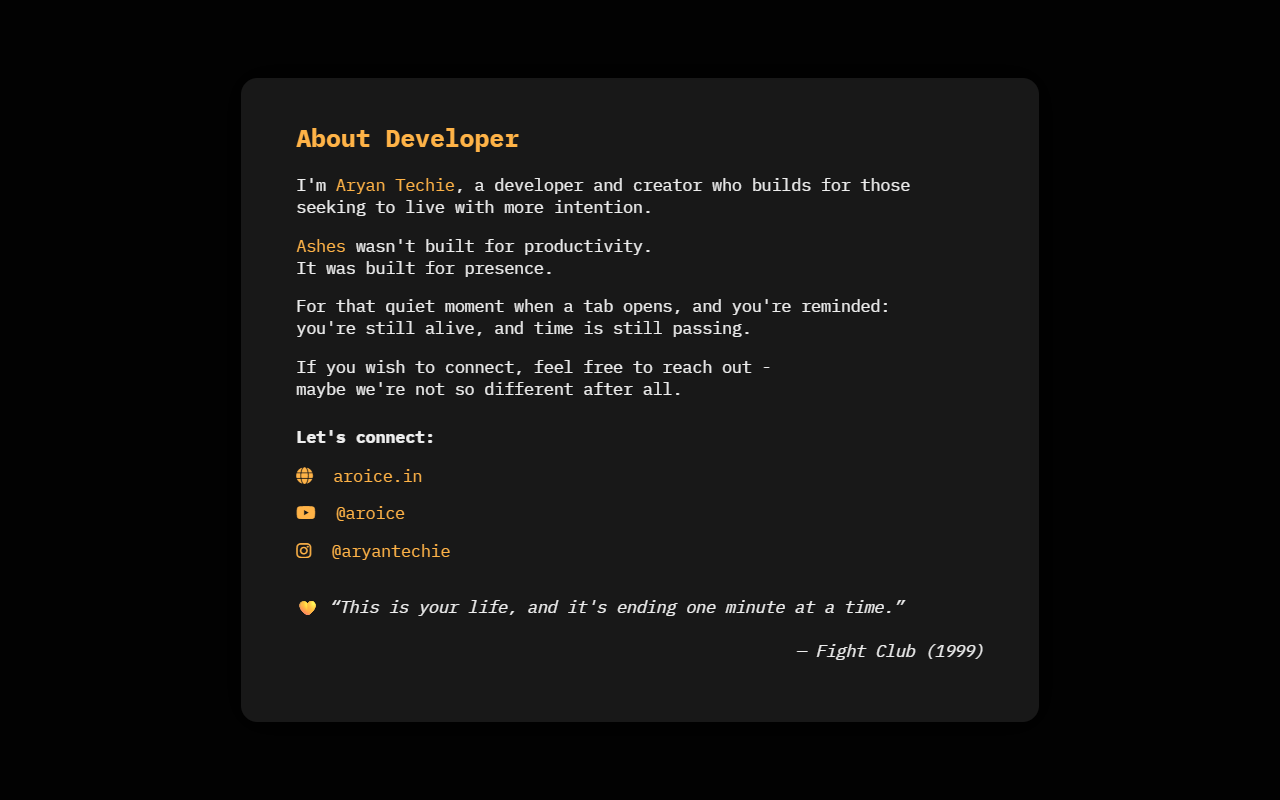 About Developer
I'm Aryan Techie, a developer and creator who builds for those
seeking to live with more intention.
Ashes wasn't built for productivity.
It was built for presence.
For that quiet moment when a tab opens, and you're reminded:
you're still alive, and time is still passing.
If you wish to connect, feel free to reach out -
maybe we're not so different after all.
Let's connect:
aroice.in
@aroice
@aryantechie
“This is your life, and it's ending one minute at a time.”
— Fight Club (1999)